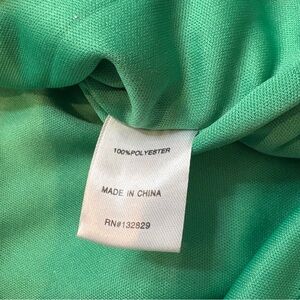 100%POLYESTER
MADE IN CHINA
RN#132829